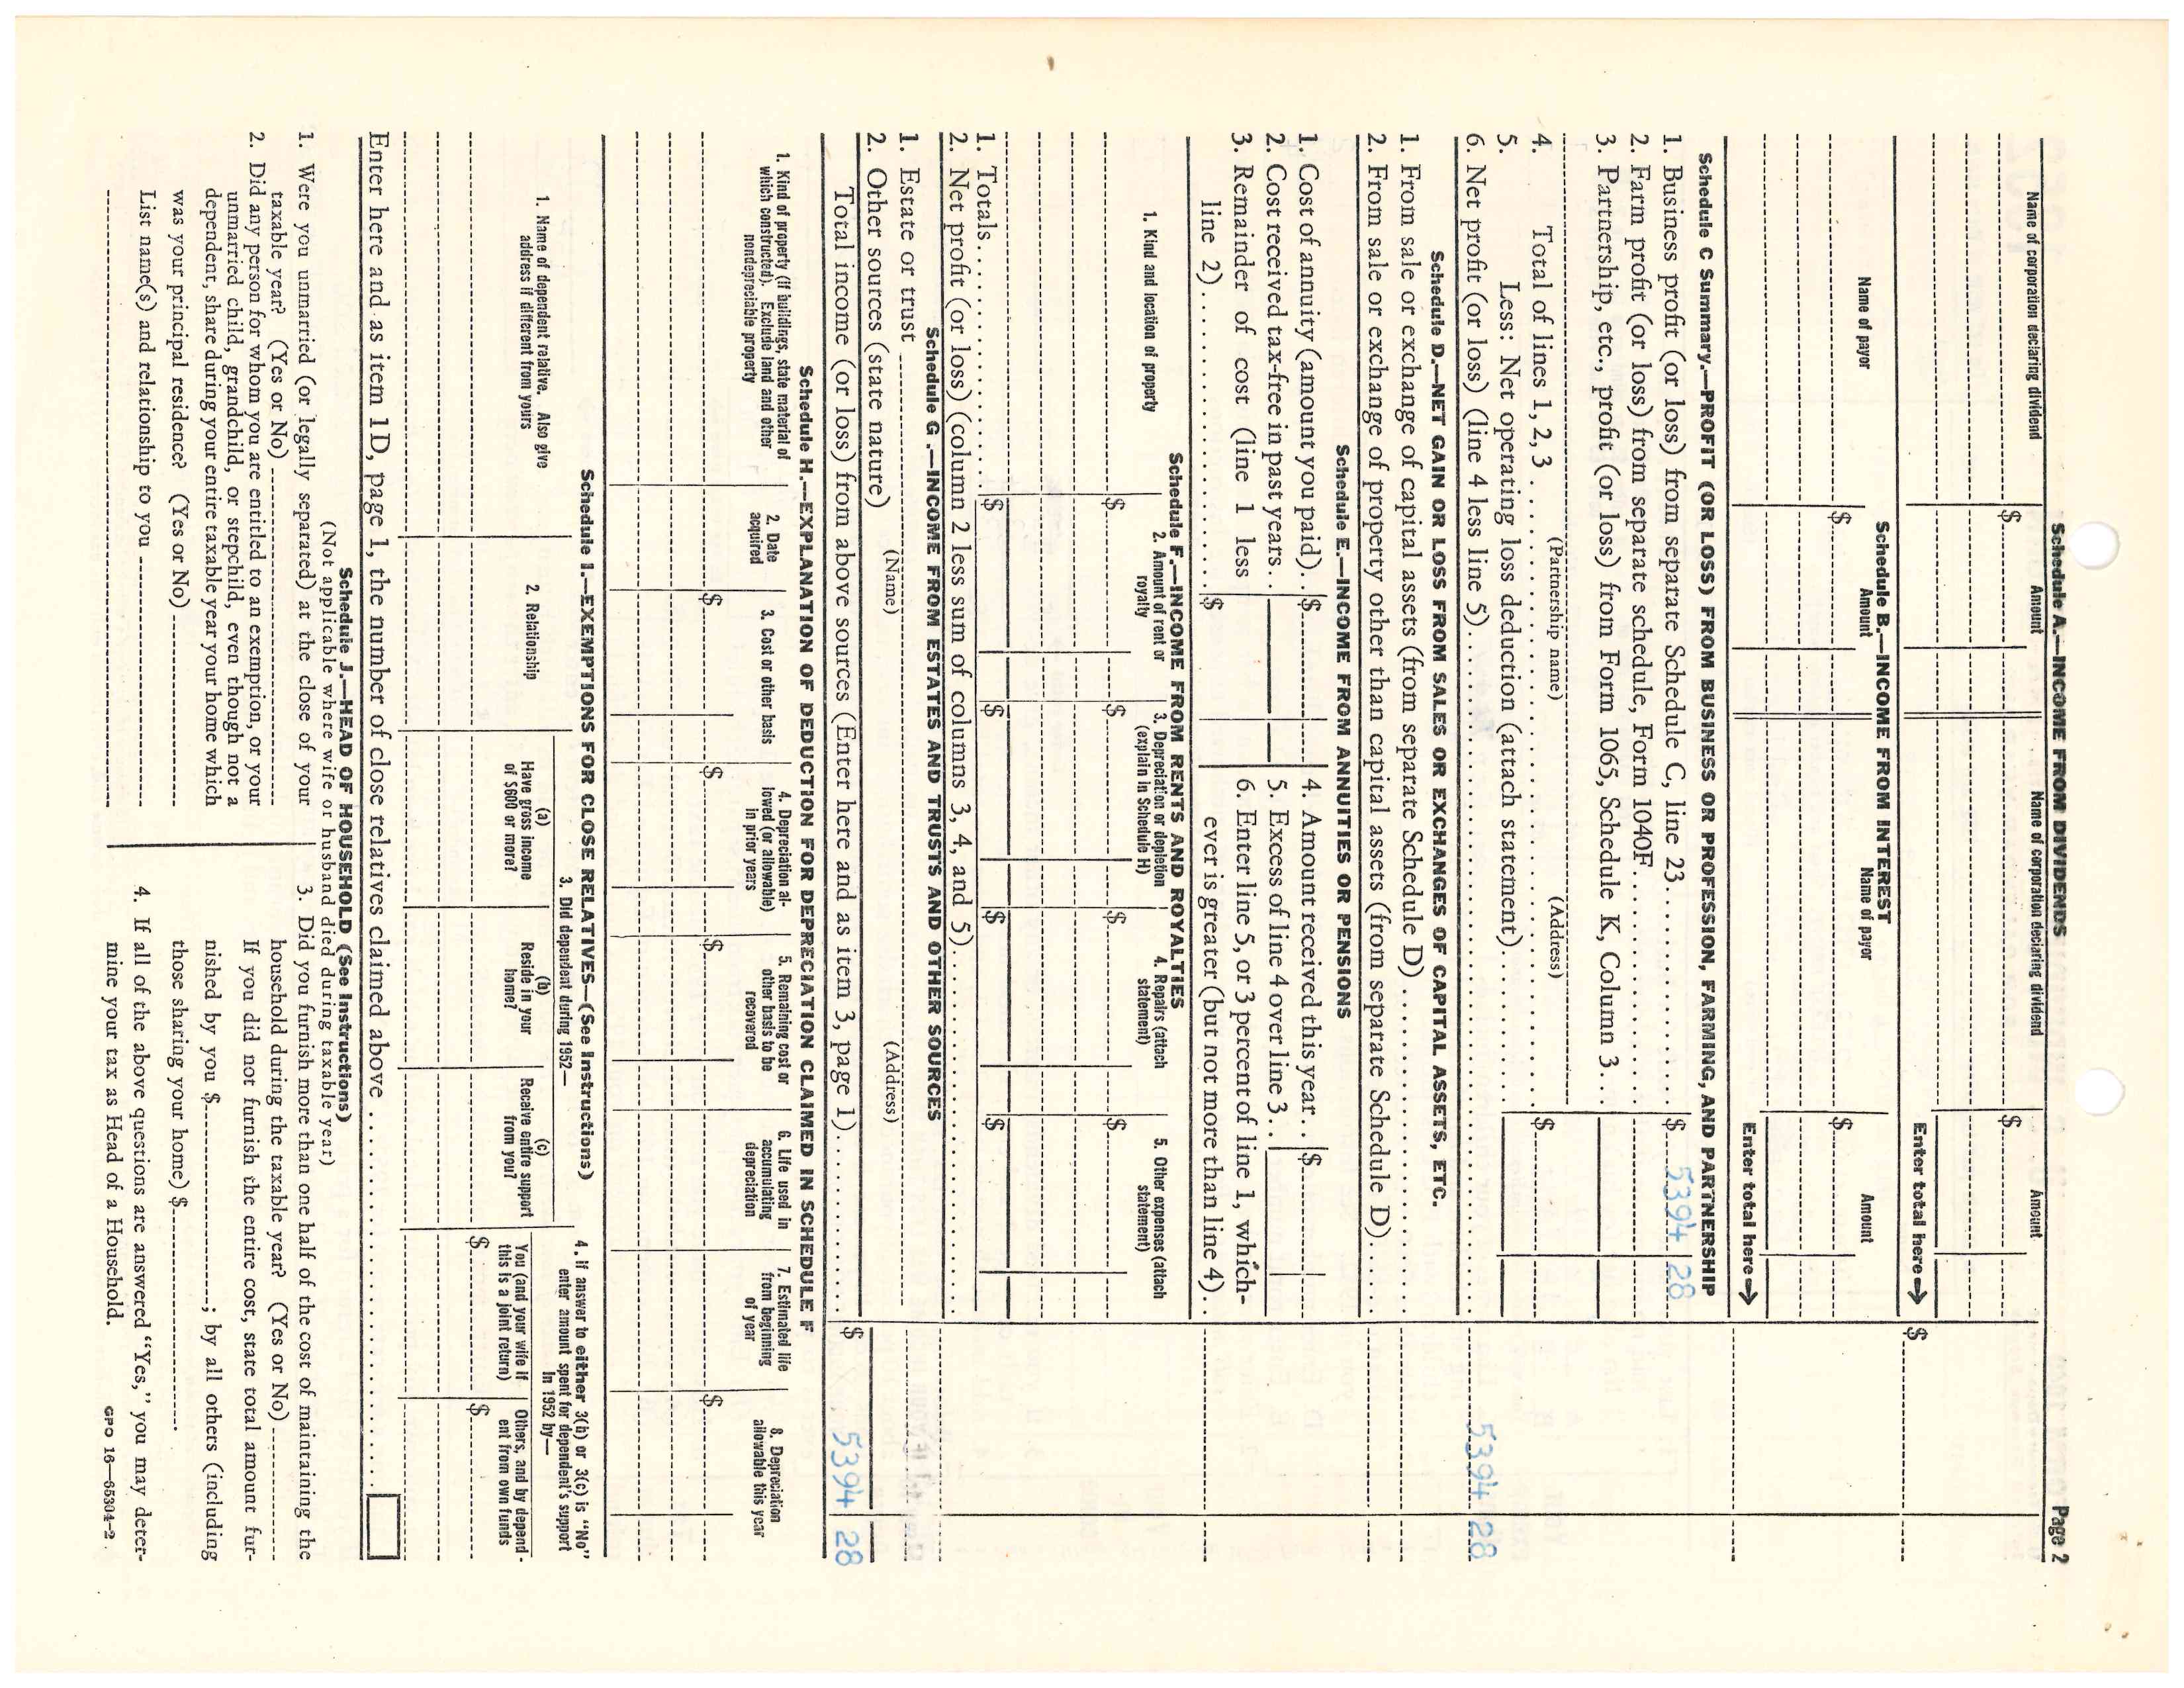 Schedule A.—INCOME FROM DIVIDENDS Page 2
Name of corporation declaring dividend Amount Name of corporation declaring dividend Amount
$ $
Enter total here $
Schedule B.—INCOME FROM INTEREST
Name of payor Amount Name of payor Amount
$ $
Enter total here
Schedule C Summary.—PROFIT (OR LOSS) FROM BUSINESS OR PROFESSION, FARMING, AND PARTNERSHIP
1. Business profit (or loss) from separate Schedule C, line 23 $ 5394 28
2. Farm profit (or loss) from separate schedule, Form 1040F
3. Partnership, etc., profit (or loss) from Form 1065, Schedule K, Column 3
(Partnership name) (Address)
4. Total of lines 1, 2, 3 $
5. Less: Net operating loss deduction (attach statement)
6. Net profit (or loss) (line 4 less line 5) 5394 28
Schedule D.—NET GAIN OR LOSS FROM SALES OR EXCHANGES OF CAPITAL ASSETS, ETC.
1. From sale or exchange of capital assets (from separate Schedule D)
2. From sale or exchange of property other than capital assets (from separate Schedule D)
Schedule E.—INCOME FROM ANNUITIES OR PENSIONS
1. Cost of annuity (amount you paid) $ 4. Amount received this year $
2. Cost received tax-free in past years 5. Excess of line 4 over line 3
3. Remainder of cost (line 1 less 6. Enter line 5, or 3 percent of line 1, which-
line 2) $ ever is greater (but not more than line 4)
Schedule F.—INCOME FROM RENTS AND ROYALTIES
1. Kind and location of property 2. Amount of rent or 3. Depreciation or depletion 4. Repairs (attach 5. Other expenses (attach
royalty (explain in Schedule H) statement) statement)
$ $ $ $
1. Totals $ $ $ $
2. Net profit (or loss) (column 2 less sum of columns 3, 4, and 5)
Schedule G.—INCOME FROM ESTATES AND TRUSTS AND OTHER SOURCES
1. Estate or trust
(Name) (Address)
2. Other sources (state nature)
Total income (or loss) from above sources (Enter here and as item 3, page 1) $ 5394 28
Schedule H.—EXPLANATION OF DEDUCTION FOR DEPRECIATION CLAIMED IN SCHEDULE F
1. Kind of property (if buildings, state material of 2. Date 3. Cost or other basis 4. Depreciation al- 5. Remaining cost or 6. Life used in 7. Estimated life 8. Depreciation
which constructed). Exclude land and other acquired lowed (or allowable) other basis to be accumulating from beginning allowable this year
nondepreciable property in prior years recovered depreciation of year
$ $ $ $
Schedule I.—EXEMPTIONS FOR CLOSE RELATIVES—(See Instructions) 4. If answer to either 3(b) or 3(c) is "No"
3. Did dependent during 1952— enter amount spent for dependent's support
in 1952 by—
1. Name of dependent relative. Also give 2. Relationship (a) (b) (c)
address if different from yours Have gross income Reside in your Receive entire support You (and your wife if Others, and by depend-
of $600 or more? home? from you? this is a joint return) ent from own funds
$ $
Enter here and as item 1D, page 1, the number of close relatives claimed above
Schedule J.—HEAD OF HOUSEHOLD (See Instructions)
(Not applicable where wife or husband died during taxable year)
1. Were you unmarried (or legally separated) at the close of your
taxable year? (Yes or No)
2. Did any person for whom you are entitled to an exemption, or your
unmarried child, grandchild, or stepchild, even though not a
dependent, share during your entire taxable year your home which
was your principal residence? (Yes or No)
List name(s) and relationship to you
3. Did you furnish more than one half of the cost of maintaining the
household during the taxable year? (Yes or No)
If you did not furnish the entire cost, state total amount fur-
nished by you $ ; by all others (including
those sharing your home) $ .
4. If all of the above questions are answered "Yes," you may deter-
mine your tax as Head of a Household. GPO 16—65304-2